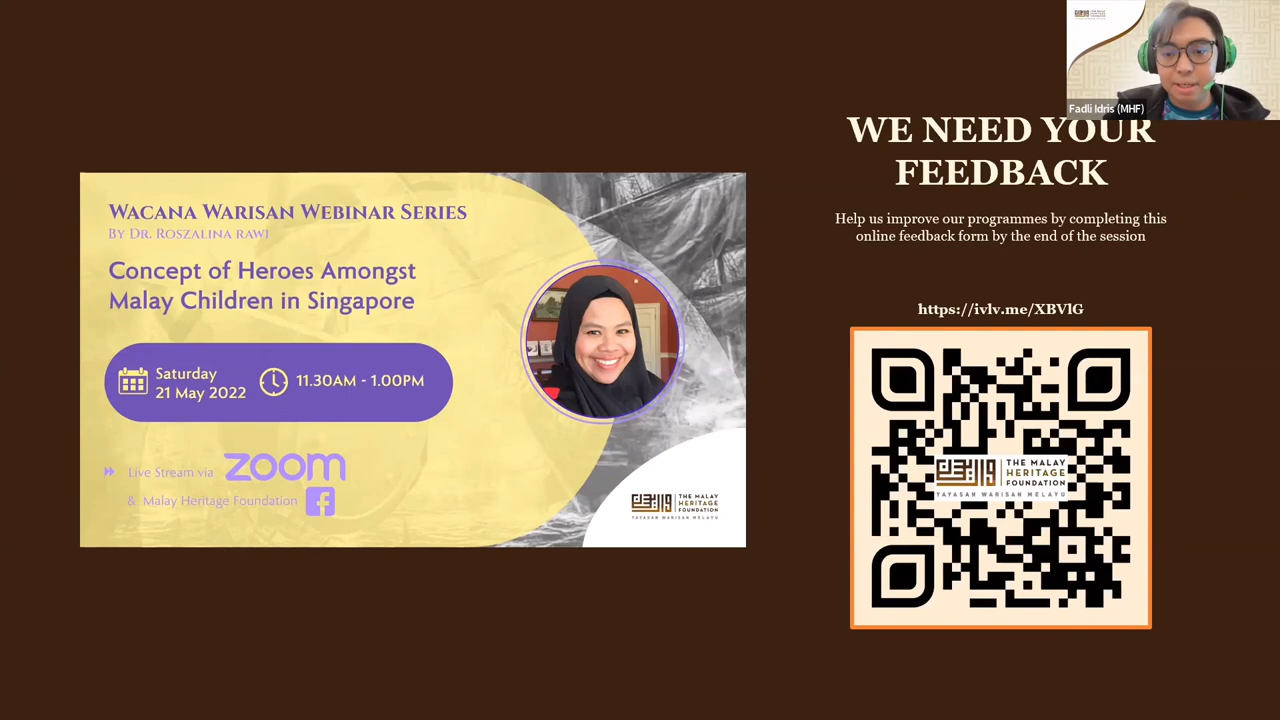 WACANA WARISAN WEBINAR SERIES
BY DR. ROSZALINA RAWI
Concept of Heroes Amongst
Malay Children in Singapore
Saturday
21 May 2022
11.30AM - 1.00PM
Live Stream via zoom
& Malay Heritage Foundation
THE MALAY
HERITAGE
FOUNDATION
YAYASAN WARISAN MELAYU
Fadli Idris (MHF)
WE NEED YOUR
FEEDBACK
Help us improve our programmes by completing this
online feedback form by the end of the session
https://ivlv.me/XBVlG
THE MALAY
HERITAGE
FOUNDATION
YAYASAN WARISAN MELAYU